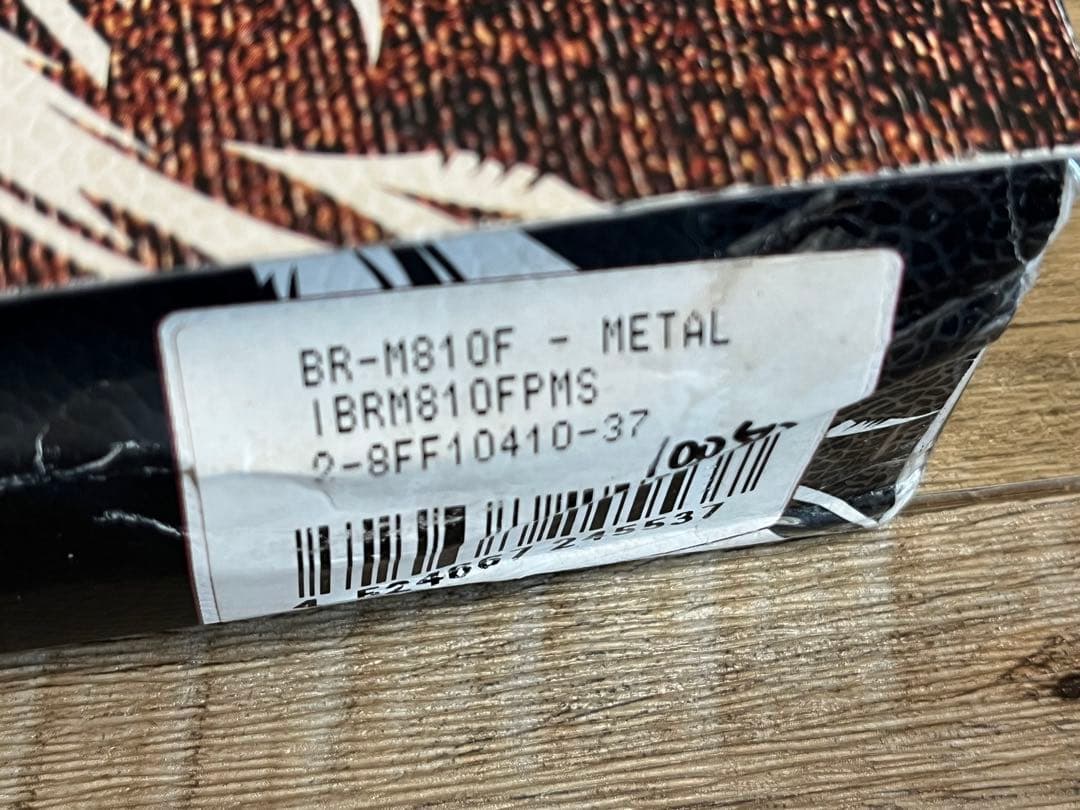 BR-M810F - METAL
IBRM810FPMS
2-8FF10410-37
4 524667 245537